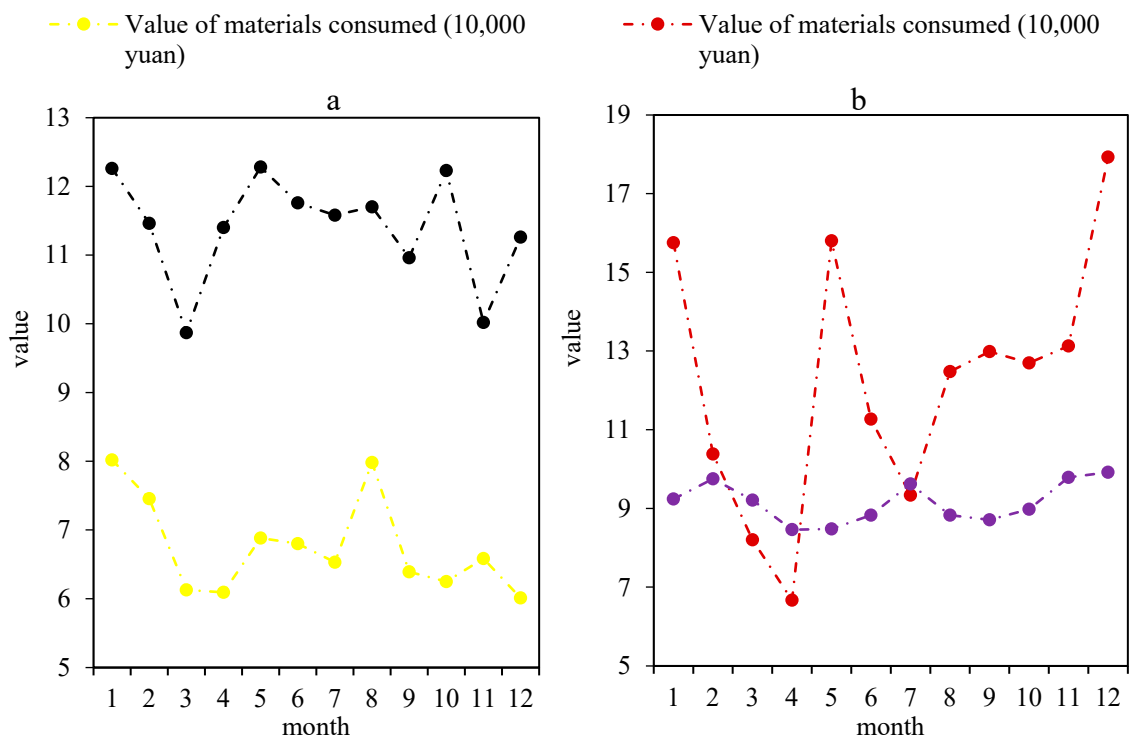 Value of materials consumed (10,000
yuan)
a
13
12
11
10
9
8
7
6
5
value
1 2 3 4 5 6 7 8 9 10 11 12
month
Value of materials consumed (10,000
yuan)
b
19
17
15
13
11
9
7
5
value
1 2 3 4 5 6 7 8 9 10 11 12
month